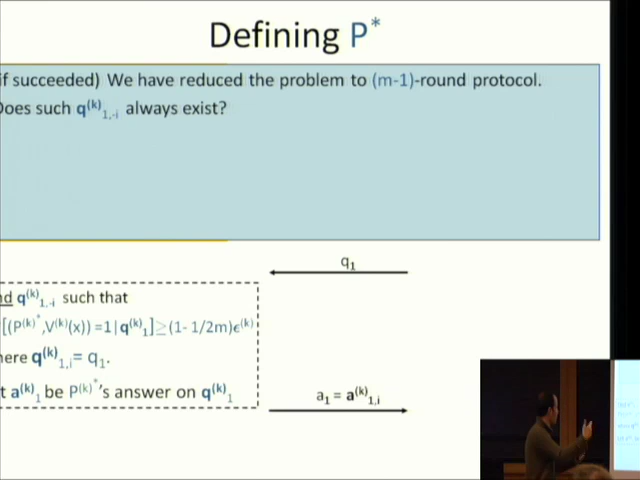 Defining P*
if succeeded) We have reduced the problem to (m-1)-round protocol.
Does such q(k)1,-i always exist?
q1
nd q(k)1,-i such that
[(P(k)*,V(k)(x)) =1|q(k)1]≥(1- 1/2m)ϵ(k)
here q(k)1,i= q1.
t a(k)1 be P(k)*'s answer on q(k)1
a1 = a(k)1,i